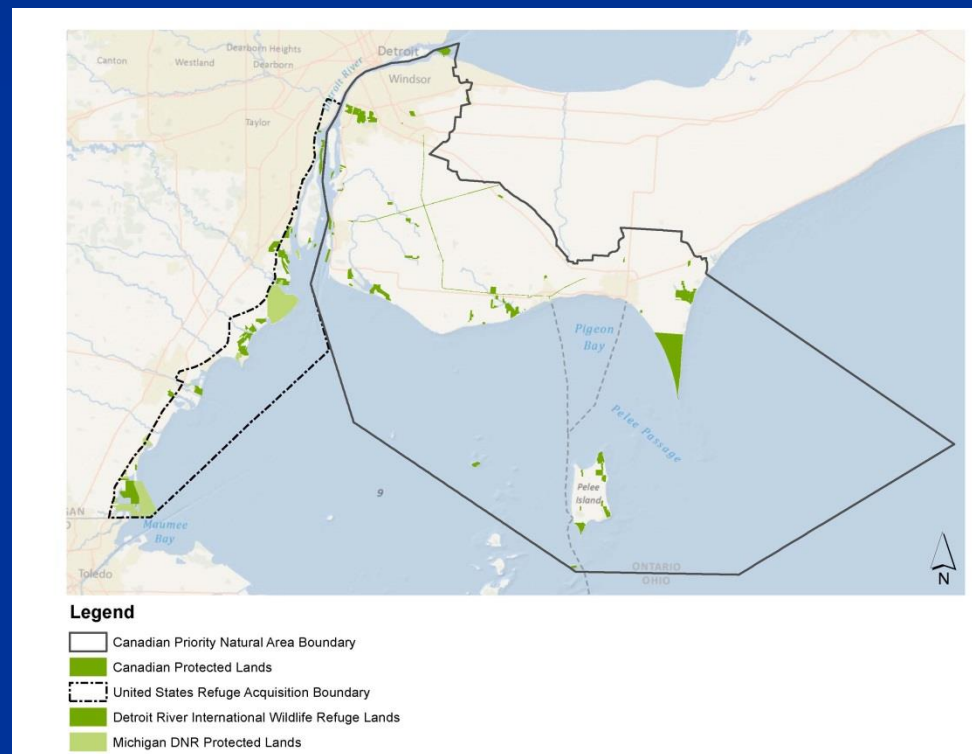 Detroit
Dearborn Heights
Canton
Westland
Dearborn
Windsor
Detroit River
Taylor
Pigeon
Bay
Pelee Passage
Pelee
Island
9
GAN
IO
Maumee
Bay
Toledo
ONTARIO
OHIO
N
Legend
Canadian Priority Natural Area Boundary
Canadian Protected Lands
United States Refuge Acquisition Boundary
Detroit River International Wildlife Refuge Lands
Michigan DNR Protected Lands